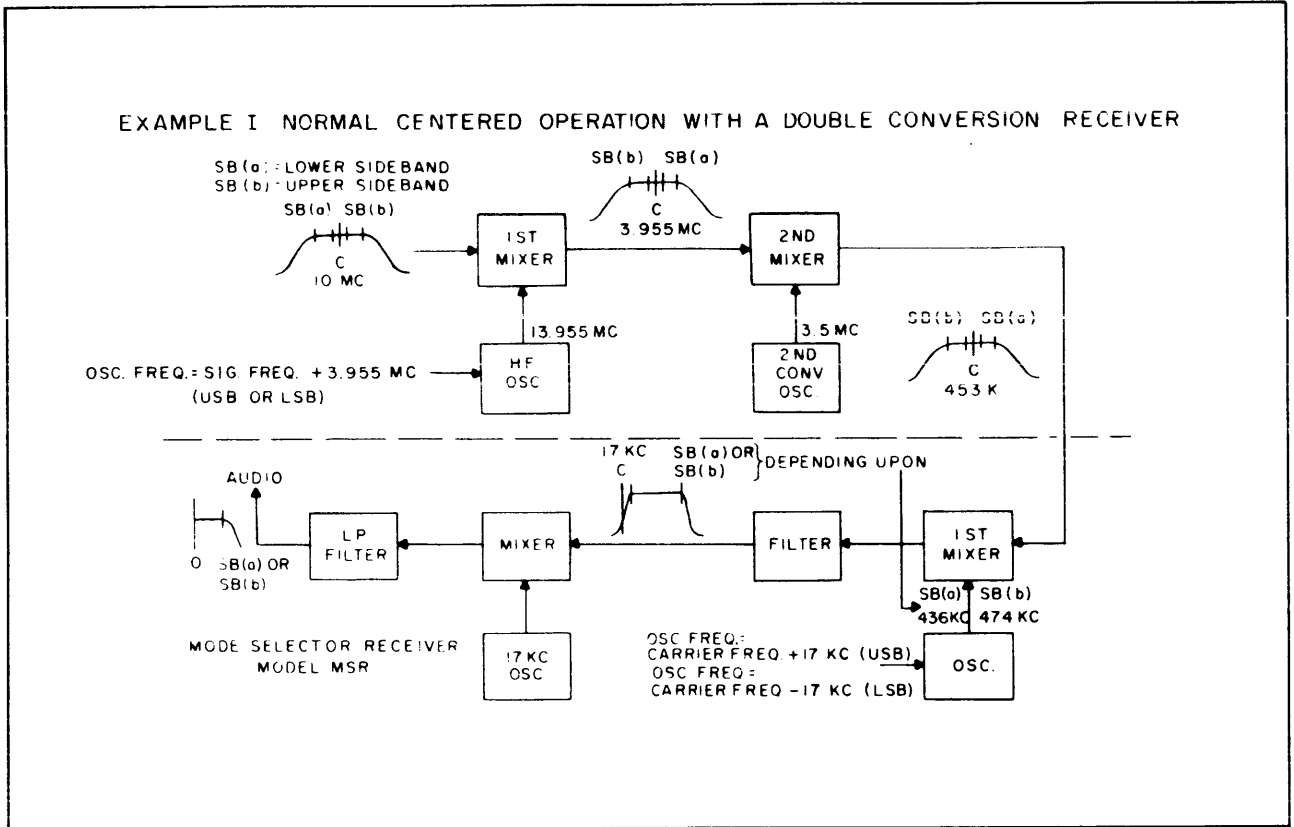 EXAMPLE I NORMAL CENTERED OPERATION WITH A DOUBLE CONVERSION RECEIVER
SB(a) = LOWER SIDEBAND
SB(b) = UPPER SIDEBAND
SB(a) SB(b)
C
10 MC
1ST
MIXER
SB(b) SB(a)
C
3.955 MC
2ND
MIXER
13.955 MC
3.5 MC
OSC. FREQ. = SIG. FREQ. + 3.955 MC
(USB OR LSB)
HF
OSC
2ND
CONV
OSC.
SB(b) SB(a)
C
453 K
AUDIO
O
SB(a) OR
SB(b)
LP
FILTER
MIXER
17 KC
C
SB(a) OR
SB(b)
} DEPENDING UPON
FILTER
1ST
MIXER
SB(a) SB(b)
436KC 474KC
MODE SELECTOR RECEIVER
MODEL MSR
17 KC
OSC
OSC FREQ.=
CARRIER FREQ. +17 KC (USB)
OSC FREQ =
CARRIER FREQ -17 KC (LSB)
OSC.